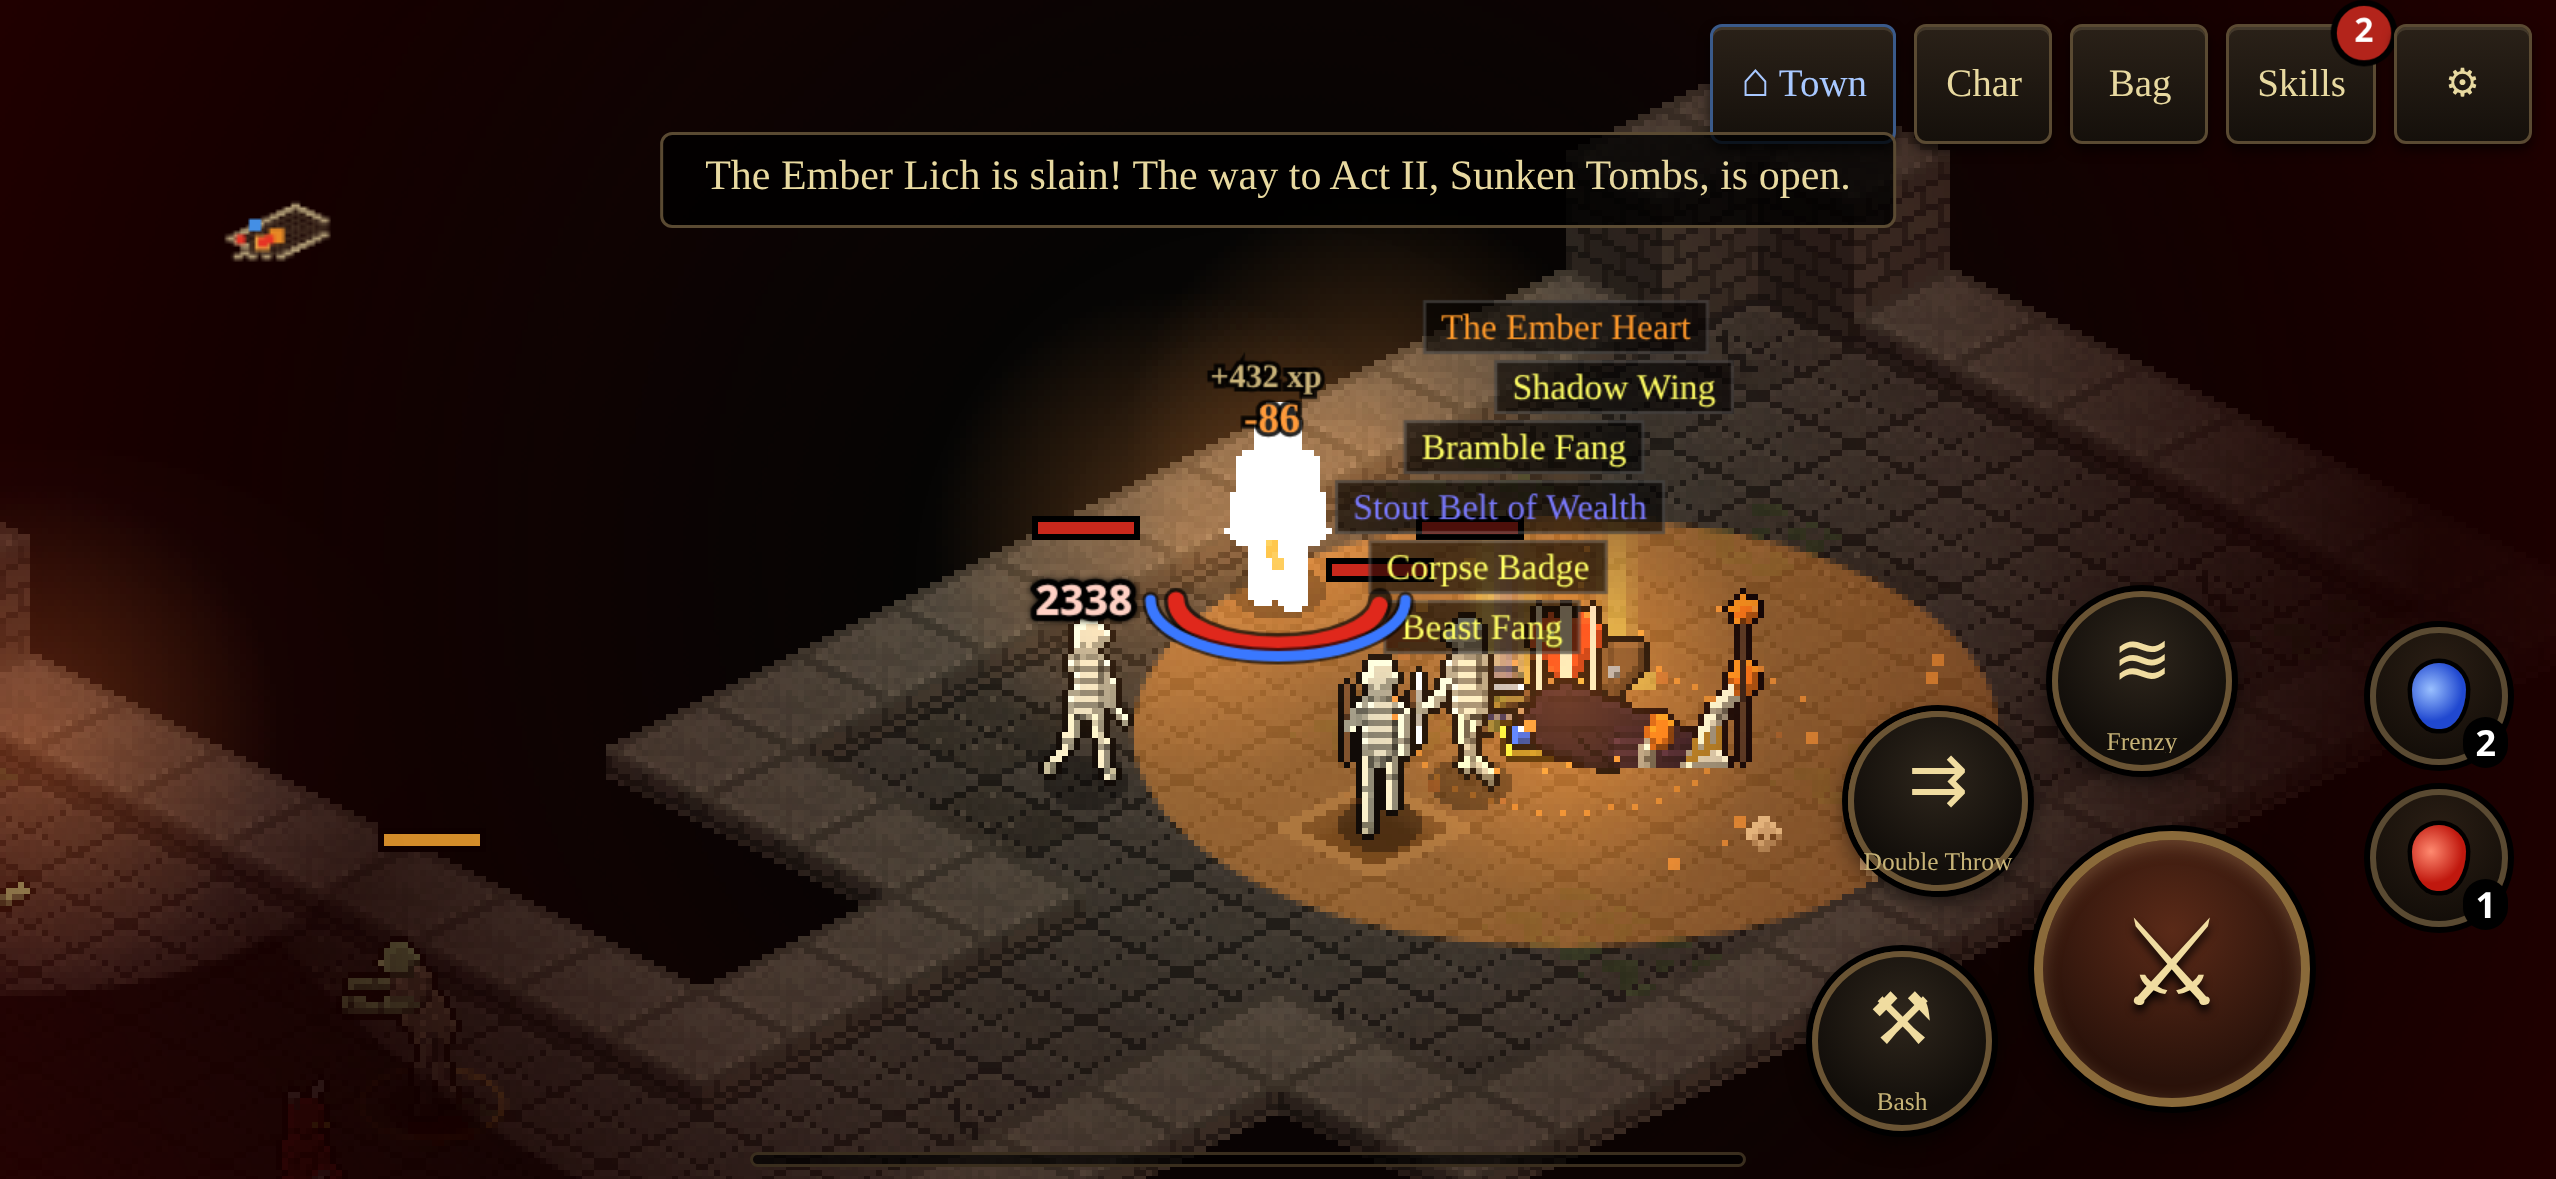 2
⌂ Town
Char
Bag
Skills
⚙
The Ember Lich is slain! The way to Act II, Sunken Tombs, is open.
The Ember Heart
+432 xp
Shadow Wing
-86
Bramble Fang
Stout Belt of Wealth
Corpse Badge
2338
Beast Fang
Frenzy
2
Double Throw
1
Bash